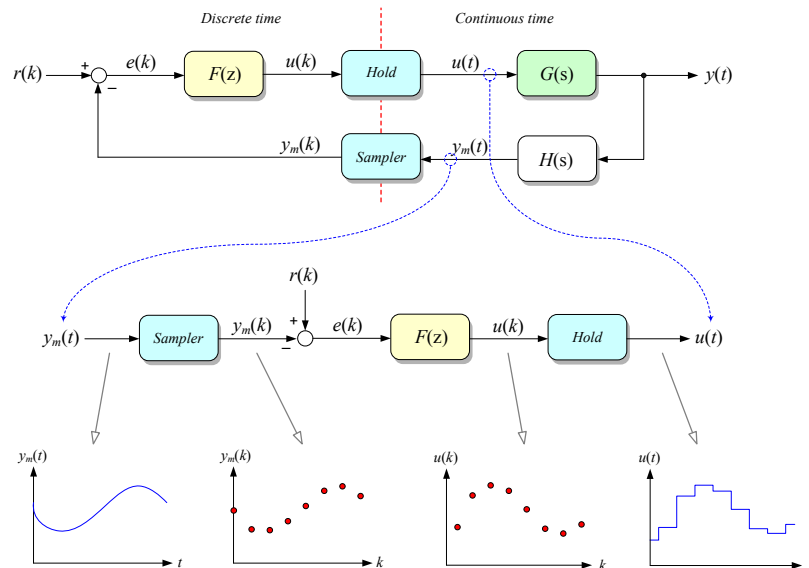 Discrete time Continuous time
r(k) + − e(k) F(z) u(k) Hold u(t) G(s) y(t)
y_m(k) Sampler y_m(t) H(s)
r(k)
y_m(t) Sampler y_m(k) − + e(k) F(z) u(k) Hold u(t)
y_m(t) y_m(k) u(k) u(t)
t k k